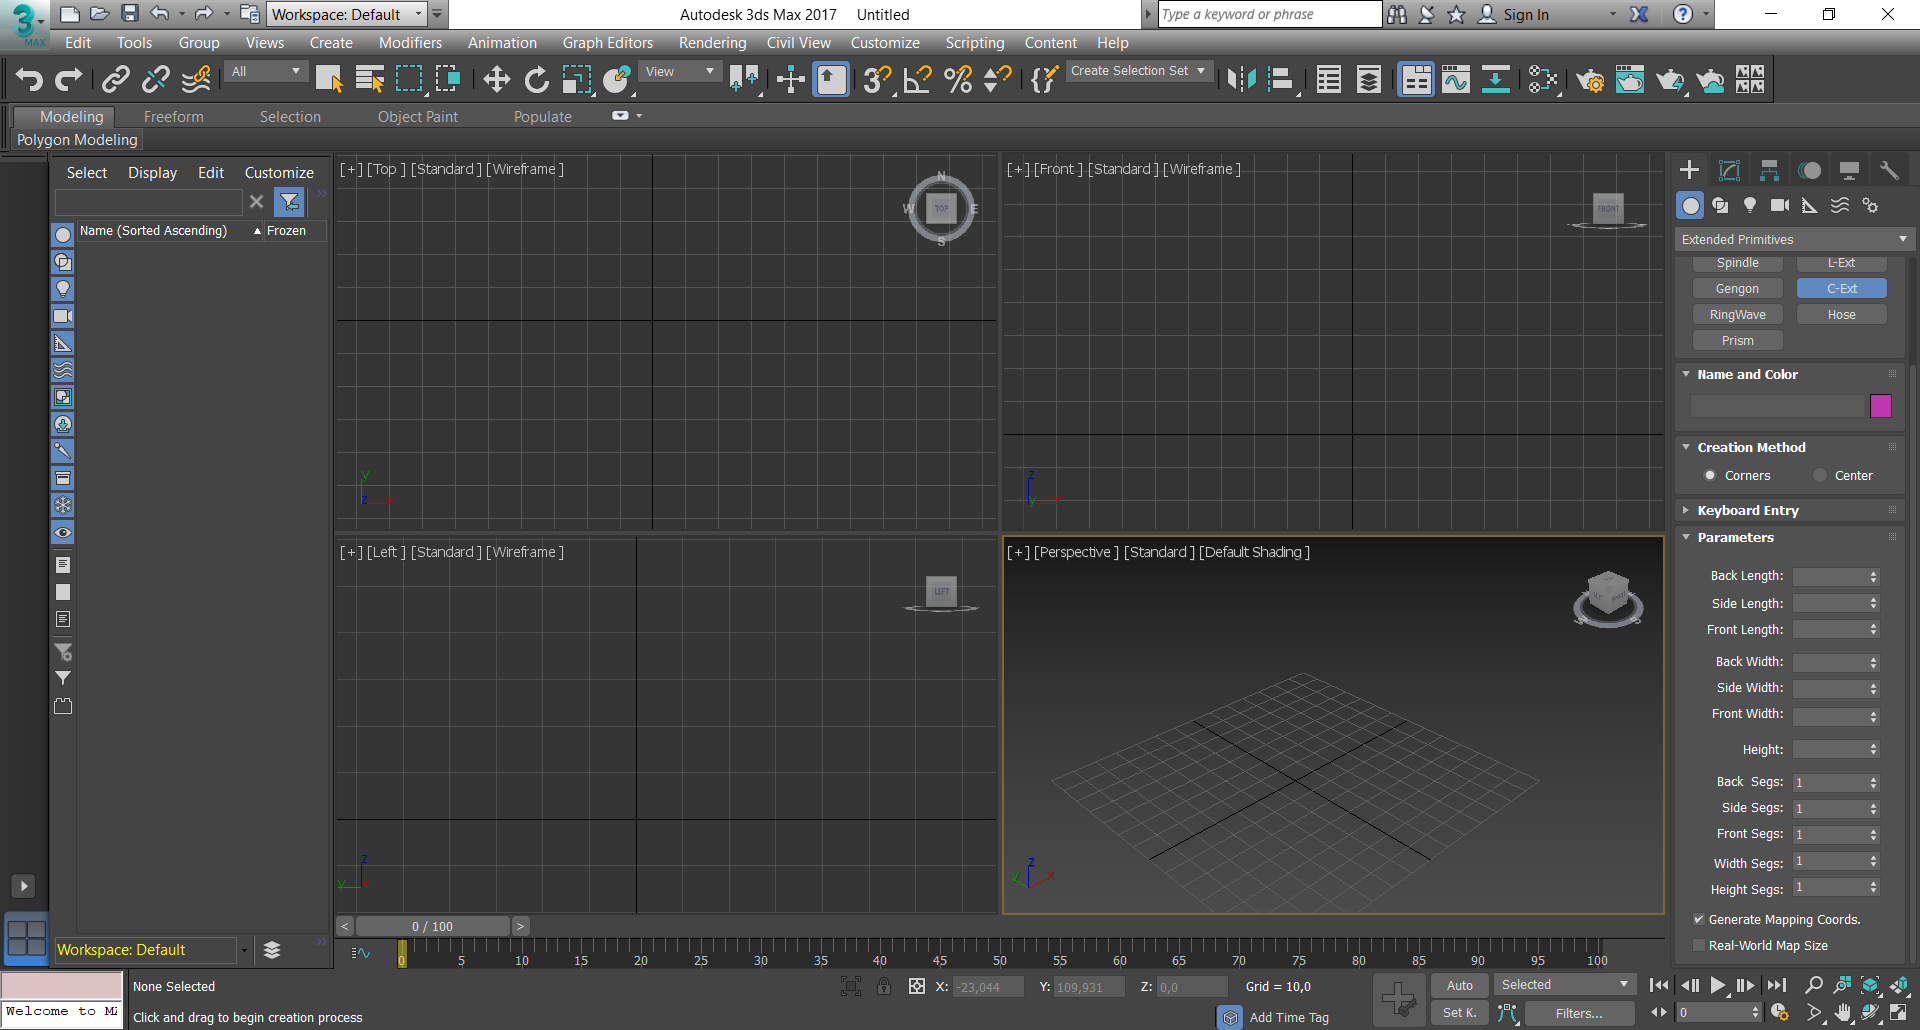 Workspace: Default
Autodesk 3ds Max 2017 Untitled
Type a keyword or phrase
Sign In
3 MAX
Edit Tools Group Views Create Modifiers Animation Graph Editors Rendering Civil View Customize Scripting Content Help
All
View
Create Selection Set
Modeling Freeform Selection Object Paint Populate
Polygon Modeling
Select Display Edit Customize
Name (Sorted Ascending) Frozen
[+] [Top ] [Standard ] [Wireframe ]
N
W TOP E
S
y
z x
[+] [Front ] [Standard ] [Wireframe ]
FRONT
z
y x
[+] [Left ] [Standard ] [Wireframe ]
LEFT
z
y x
[+] [Perspective ] [Standard ] [Default Shading ]
z
y x
Extended Primitives
Spindle L-Ext
Gengon C-Ext
RingWave Hose
Prism
Name and Color
Creation Method
Corners Center
Keyboard Entry
Parameters
Back Length:
Side Length:
Front Length:
Back Width:
Side Width:
Front Width:
Height:
Back Segs: 1
Side Segs: 1
Front Segs: 1
Width Segs: 1
Height Segs: 1
Generate Mapping Coords.
Real-World Map Size
< 0 / 100 >
Workspace: Default
0 5 10 15 20 25 30 35 40 45 50 55 60 65 70 75 80 85 90 95 100
None Selected
X: -23,044 Y: 109,931 Z: 0,0 Grid = 10,0
Auto Selected
Welcome to MA
Click and drag to begin creation process
Add Time Tag
Set K. Filters...
0